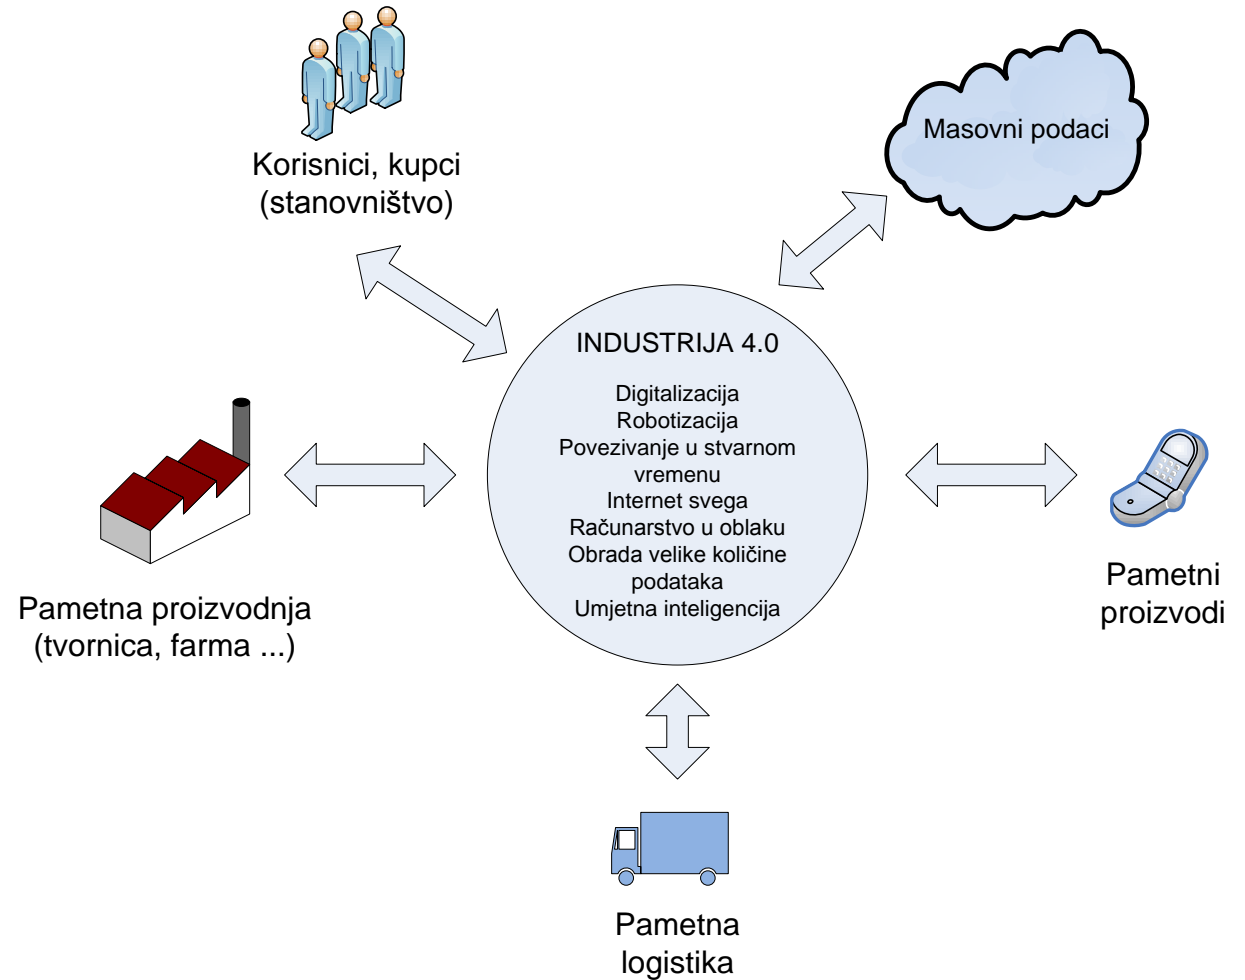 Korisnici, kupci
(stanovništvo)
Masovni podaci
INDUSTRIJA 4.0
Digitalizacija
Robotizacija
Povezivanje u stvarnom
vremenu
Internet svega
Računarstvo u oblaku
Obrada velike količine
podataka
Umjetna inteligencija
Pametna proizvodnja
(tvornica, farma ...)
Pametni
proizvodi
Pametna
logistika